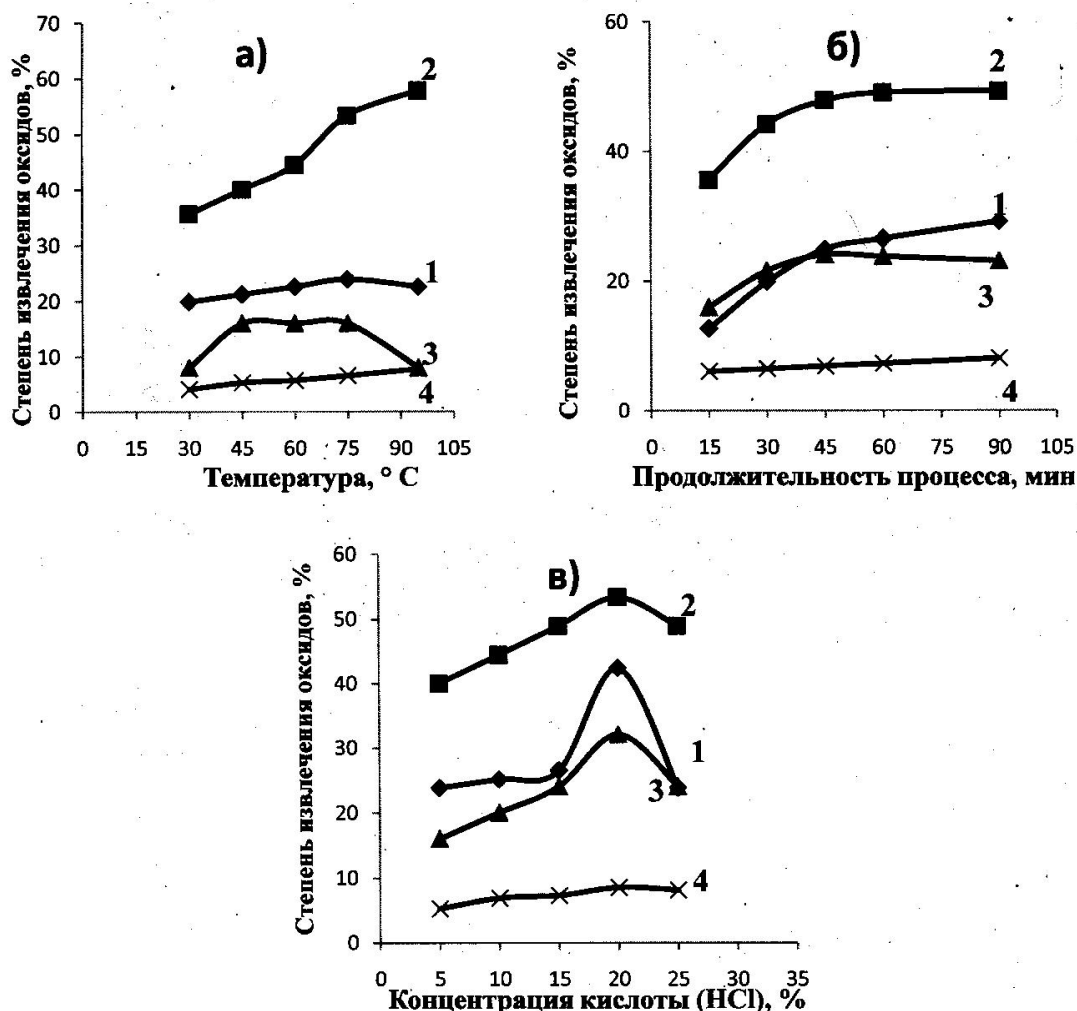 а)
Степень извлечения оксидов, %
70
60
50
40
30
20
10
0
2
1
3
4
0 15 30 45 60 75 90 105
Температура, ° С
б)
Степень извлечения оксидов, %
60
40
20
0
2
1
3
4
0 15 30 45 60 75 90 105
Продолжительность процесса, мин
в)
Степень извлечения оксидов, %
60
50
40
30
20
10
0
2
1
3
4
0 5 10 15 20 25 30 35
Концентрация кислоты (HCl), %